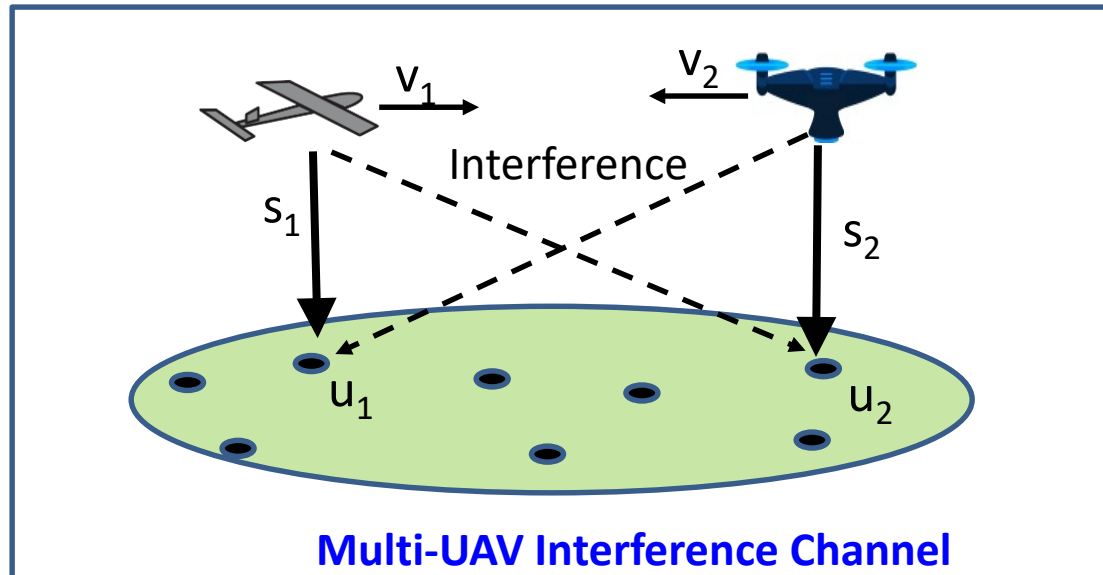 v₁
v₂
Interference
s₁
s₂
u₁
u₂
Multi-UAV Interference Channel